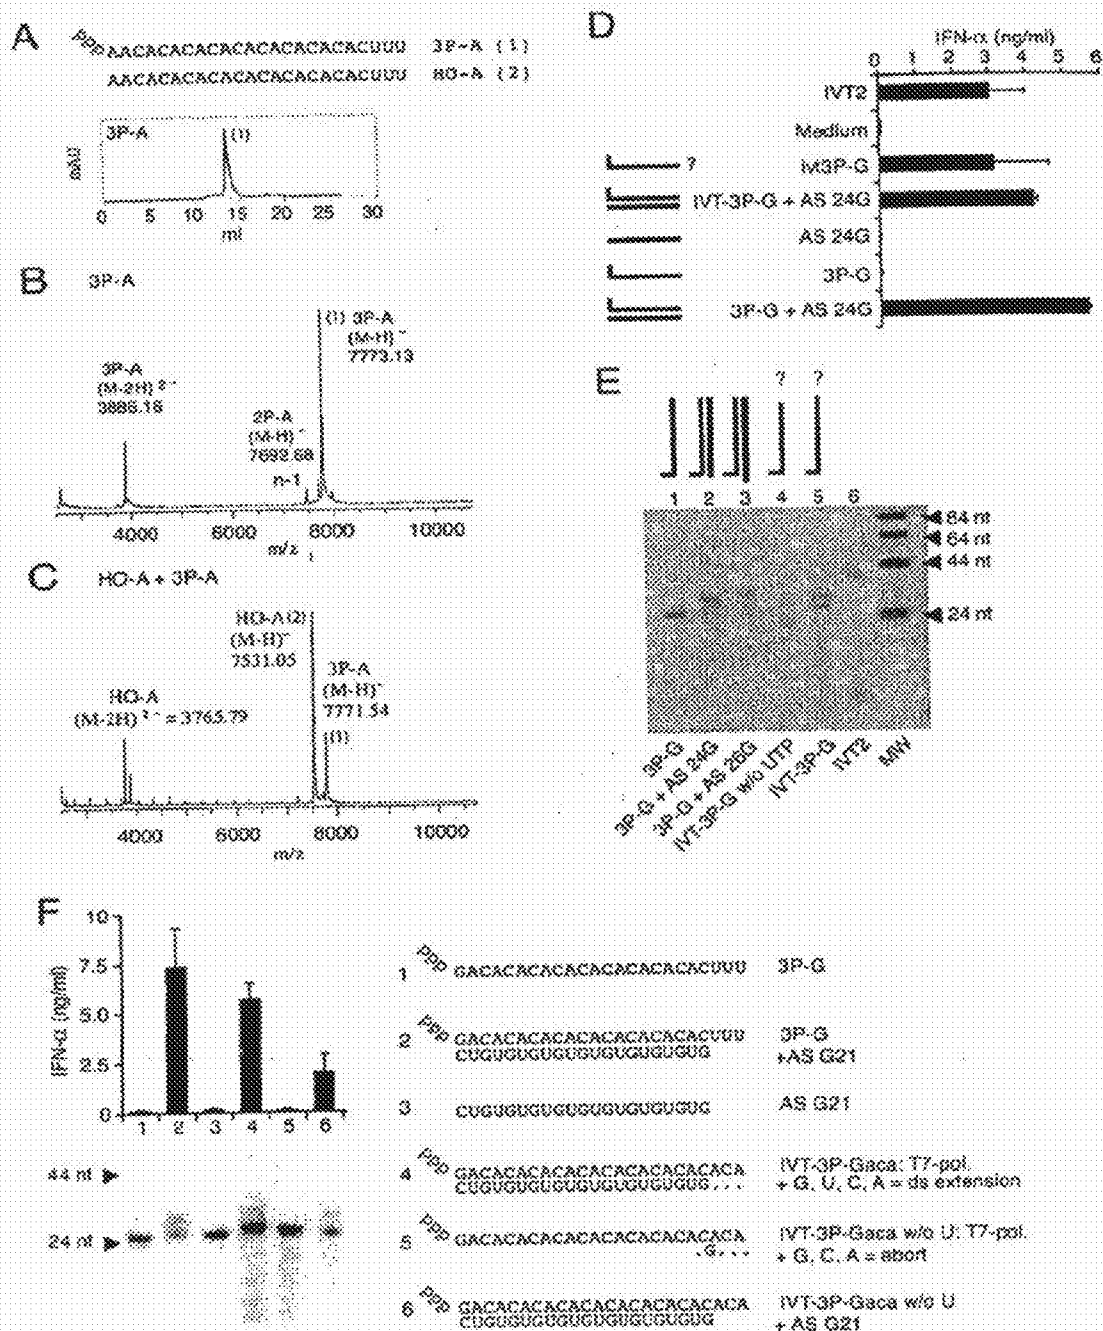 A
PPP AACACACACACACACACACACUUU 3P-A (1)
AACACACACACACACACACACUUU HO-A (2)
3P-A
(1)
mAU
0 5 10 15 20 25 30
ml
B
3P-A
(1) 3P-A
(M-H)-
7773.13
3P-A
(M-2H) 2-
3886.16
2P-A
(M-H)-
7692.68
n-1
4000 6000 8000 10000
m/z
C
HO-A + 3P-A
HO-A (2)
(M-H)-
7531.05
3P-A
(M-H)-
7771.54
(1)
HO-A
(M-2H) 2- = 3765.79
4000 6000 8000 10000
m/z
D
IFN-α (ng/ml)
0 1 2 3 4 5 6
IVT2
Medium
? ivt3P-G
IVT-3P-G + AS 24G
AS 24G
3P-G
3P-G + AS 24G
E
? ?
1 2 3 4 5 6
84 nt
64 nt
44 nt
24 nt
3P-G
3P-G + AS 24G
3P-G + AS 26G
IVT-3P-G w/o UTP
IVT-3P-G
IVT2
MW
F
IFN-α (ng/ml)
10
7.5
5.0
2.5
0
1 2 3 4 5 6
44 nt
24 nt
1 PPP GACACACACACACACACACACUUU 3P-G
2 PPP GACACACACACACACACACACUUU 3P-G
CUGUGUGUGUGUGUGUGUGUG +AS G21
3 CUGUGUGUGUGUGUGUGUGUG AS G21
4 PPP GACACACACACACACACACACACA IVT-3P-Gaca: T7-pol.
CUGUGUGUGUGUGUGUGUGUG... + G, U, C, A = ds extension
5 PPP GACACACACACACACACACACACA IVT-3P-Gaca w/o U: T7-pol.
.G... + G, C, A = abort
6 PPP GACACACACACACACACACACACA IVT-3P-Gaca w/o U
CUGUGUGUGUGUGUGUGUGUG + AS G21